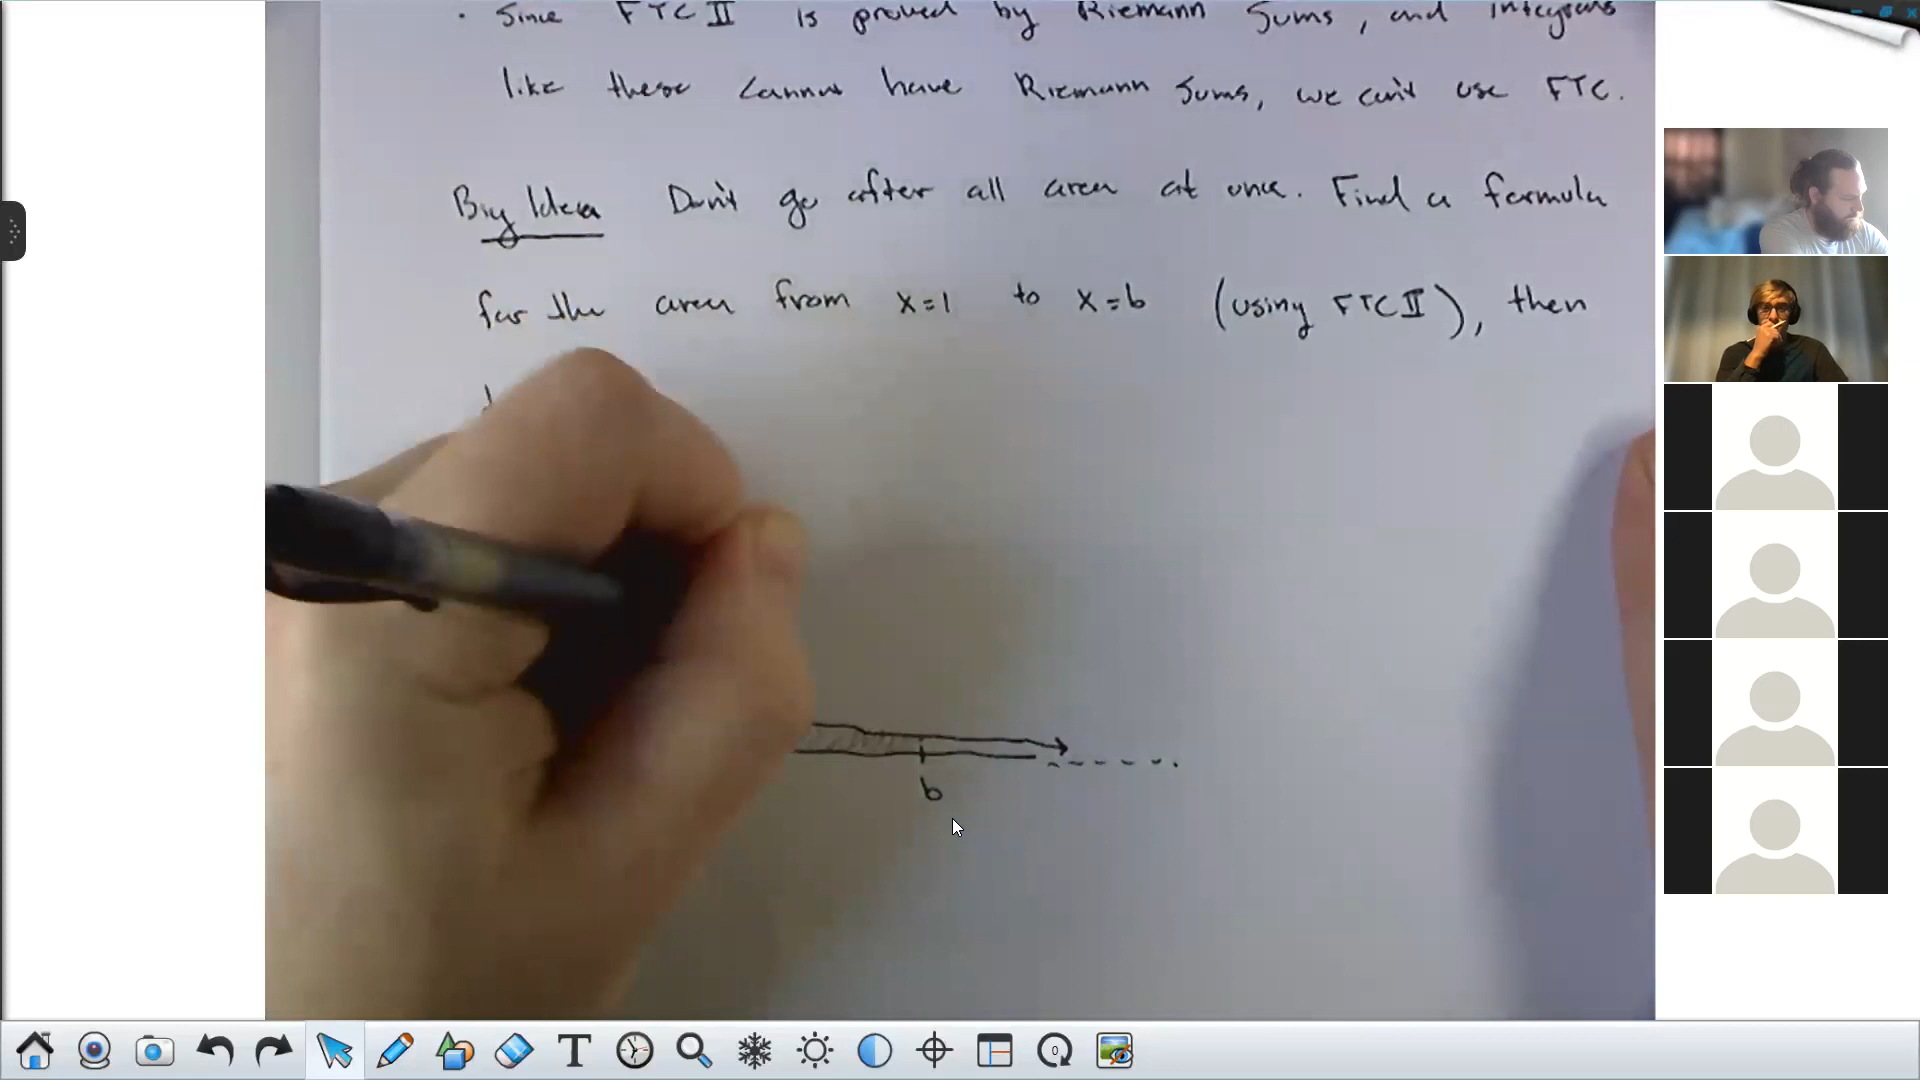 · Since FTC II is proved by Riemann Sums, and integrals
like these cannot have Riemann Sums, we can't use FTC.
Big Idea Don't go after all area at once. Find a formula
for the area from x=1 to x=b (using FTC II), then
b
T
0